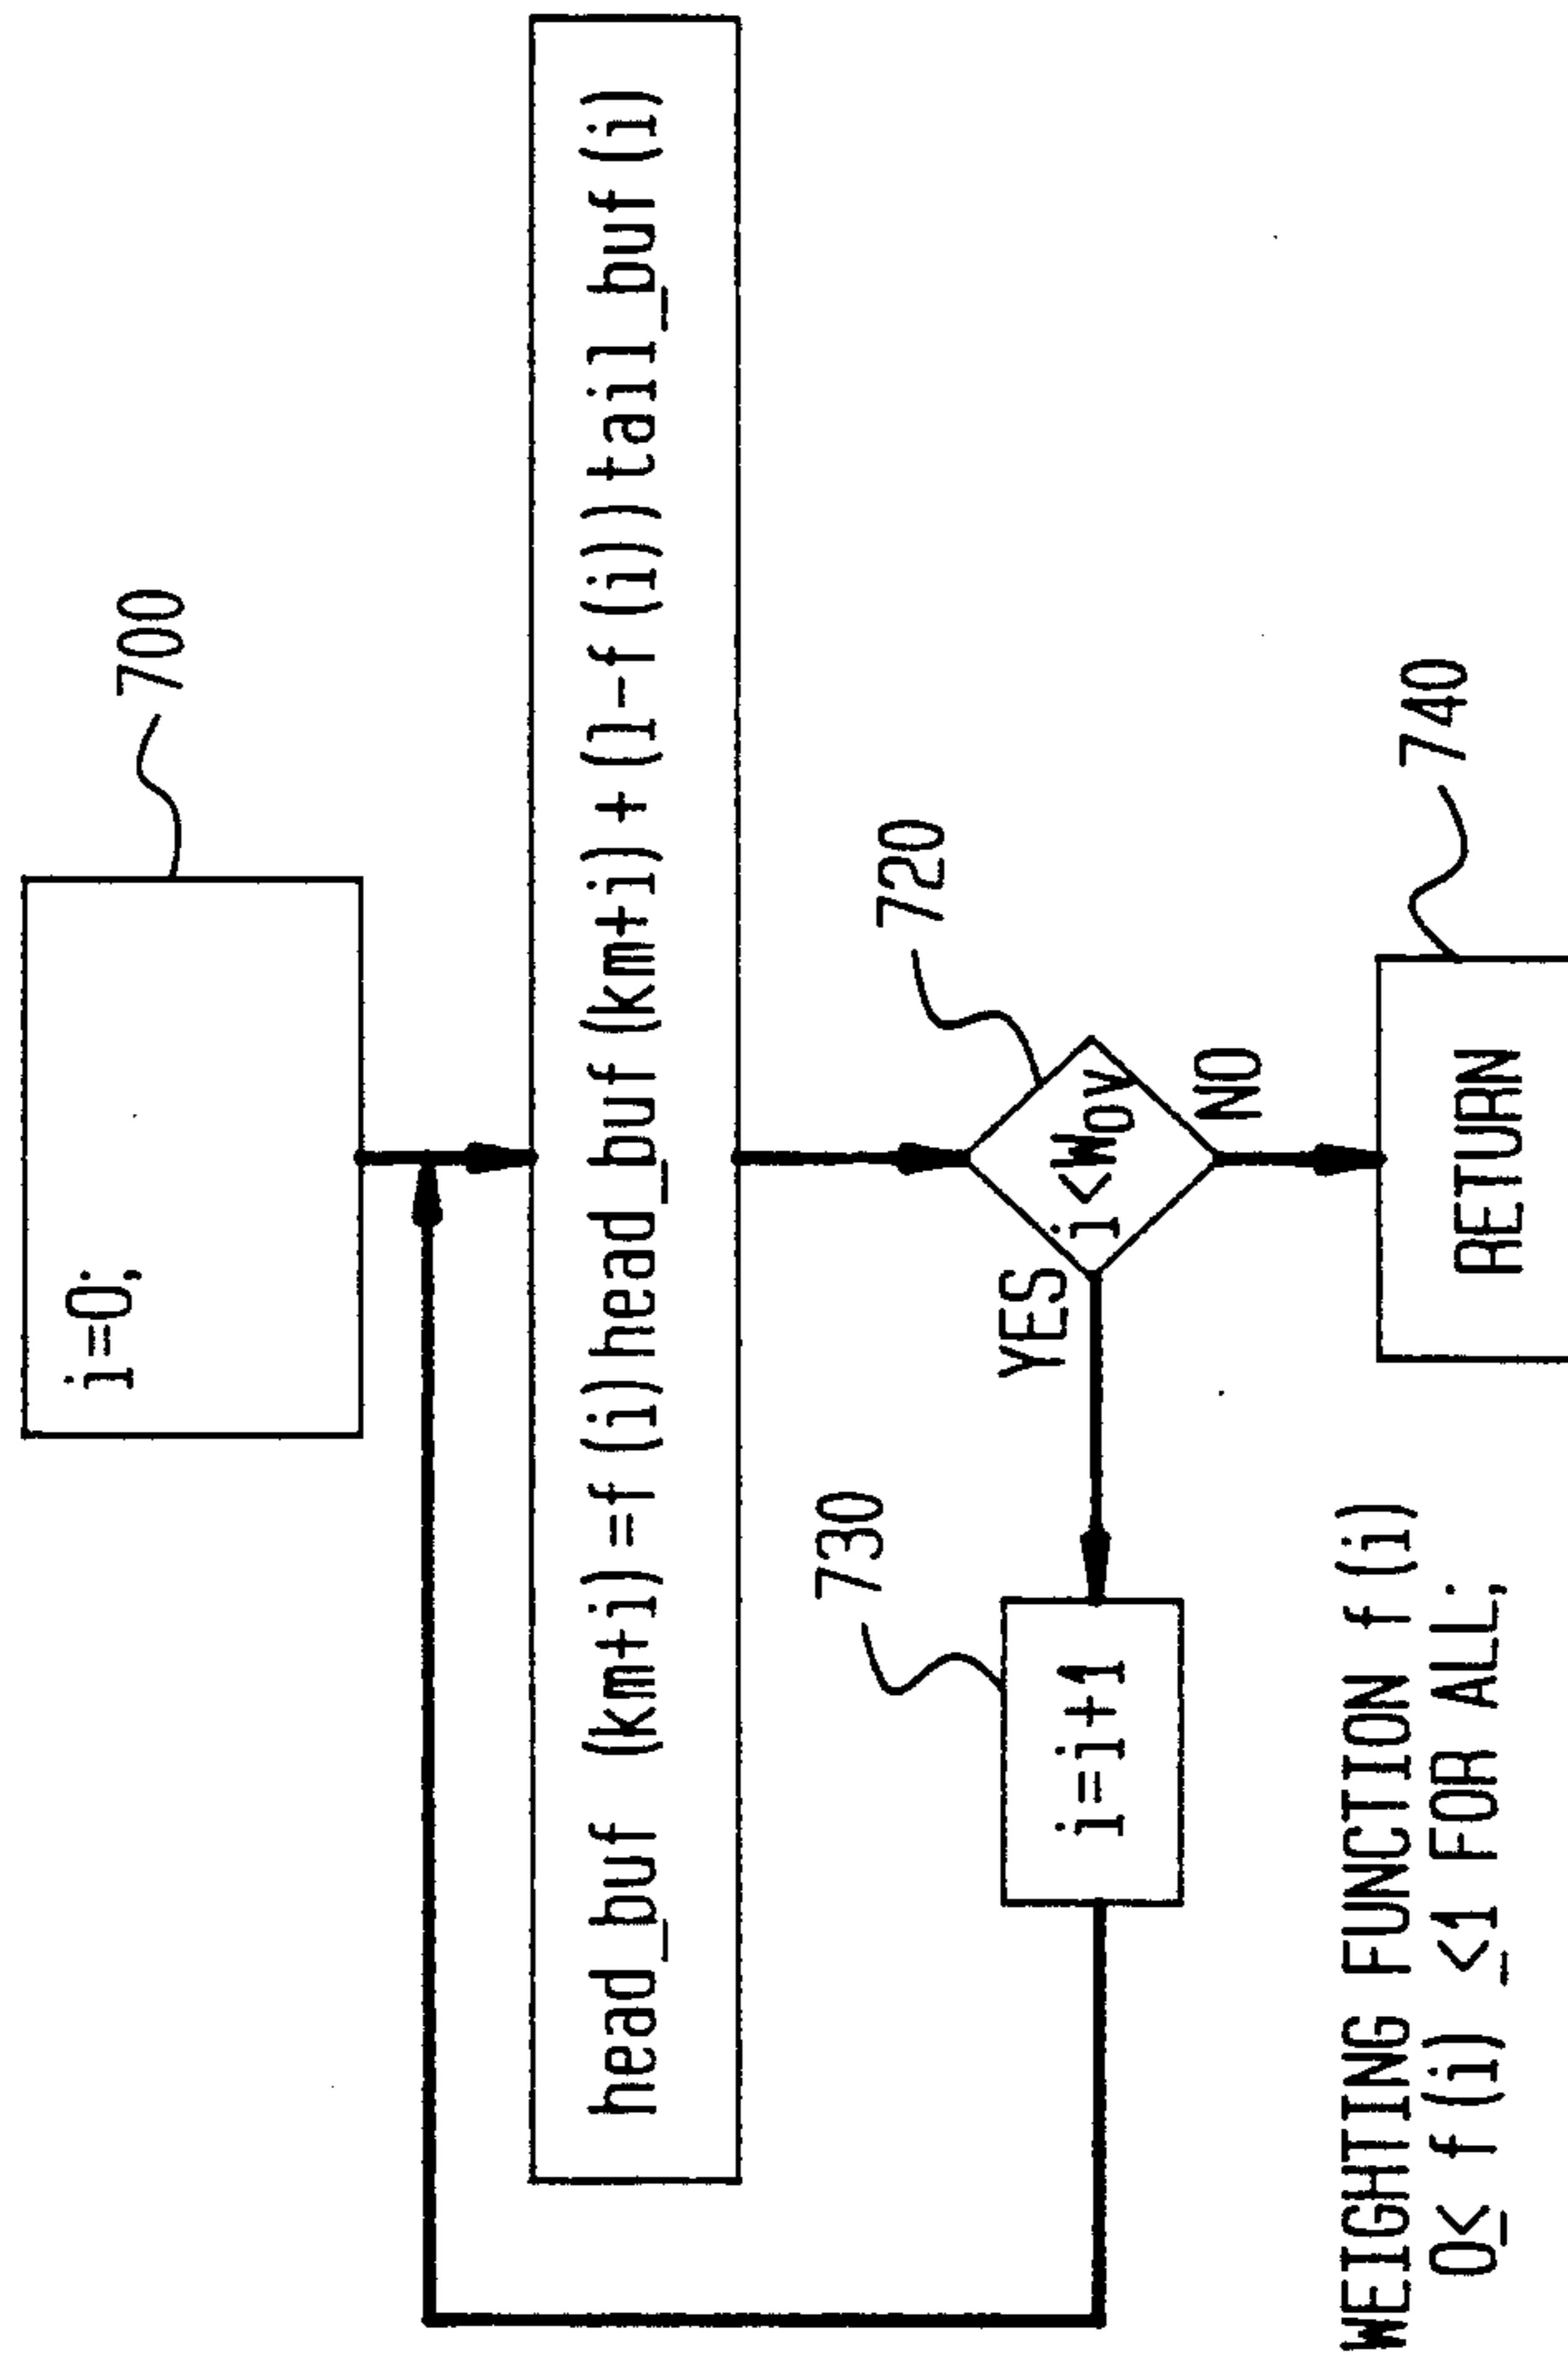 700
i=0;
head_buf (km+i)=f(i)head_buf(km+i)+(1-f(i))tail_buf(i)
720
i<Wov
YES
NO
730
i=i+1
740
RETURN
WEIGHTING FUNCTION f(i)
0≤ f(i) ≤1 FOR ALL;